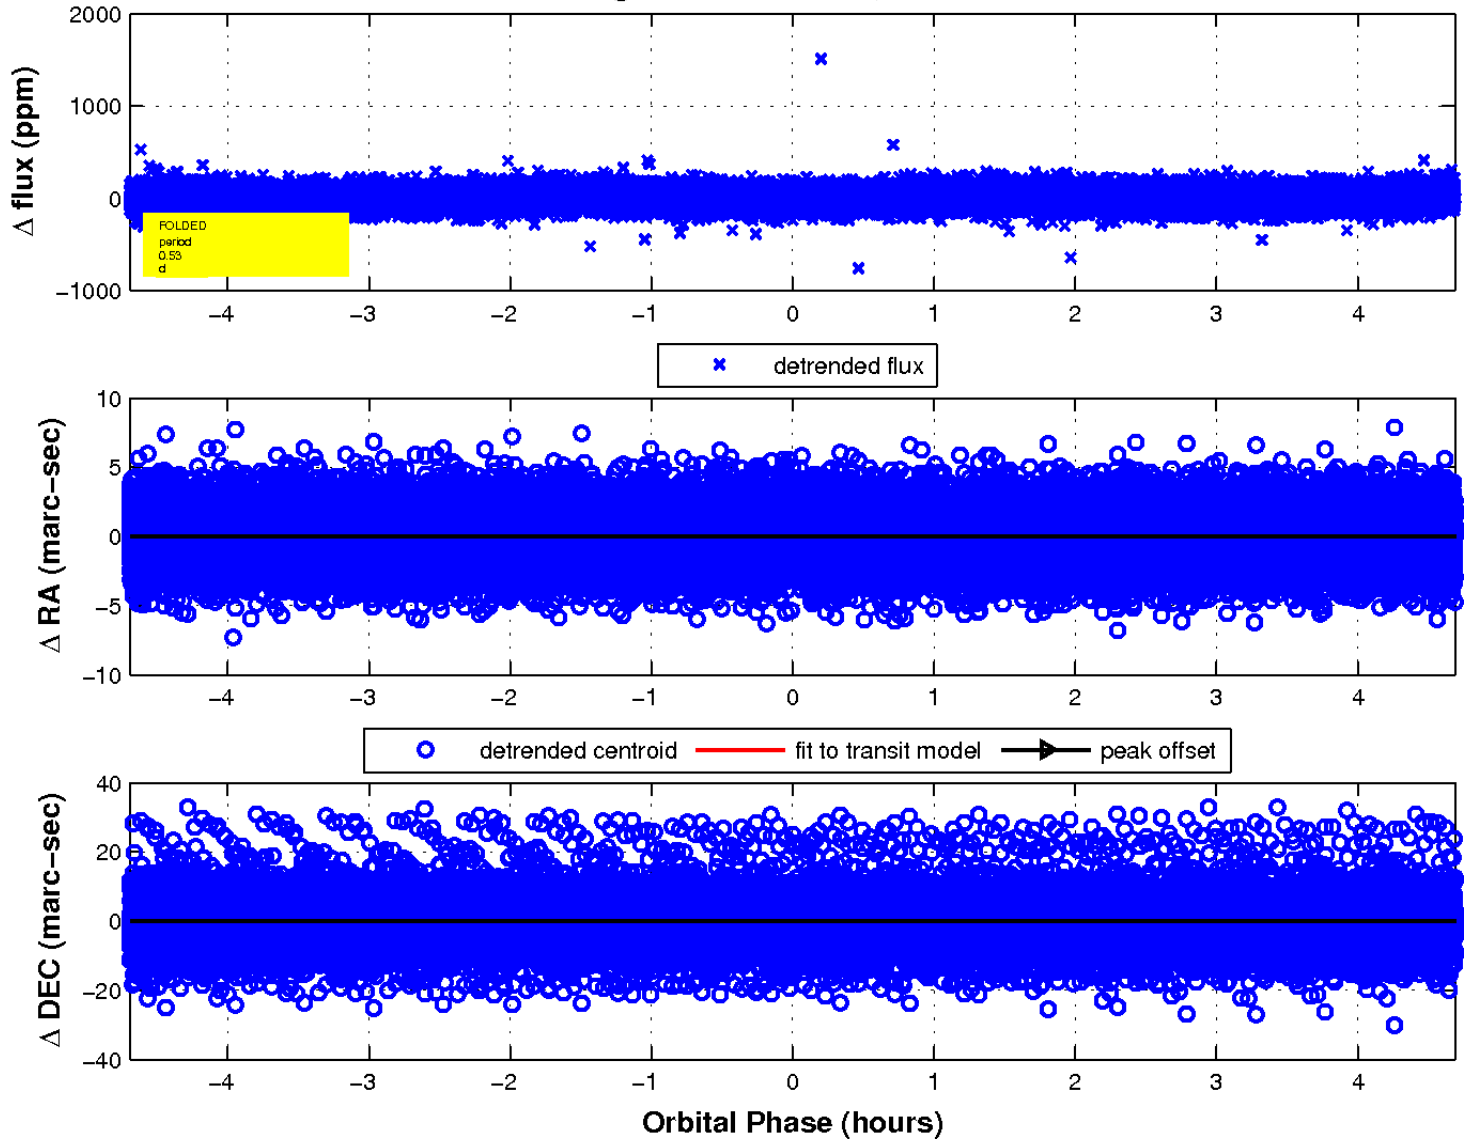 2000
1000
0
−1000
Δ flux (ppm)
FOLDED
period
0.53
d
−4 −3 −2 −1 0 1 2 3 4
detrended flux
10
5
0
−5
−10
Δ RA (marc−sec)
−4 −3 −2 −1 0 1 2 3 4
detrended centroid fit to transit model peak offset
40
20
0
−20
−40
Δ DEC (marc−sec)
−4 −3 −2 −1 0 1 2 3 4
Orbital Phase (hours)